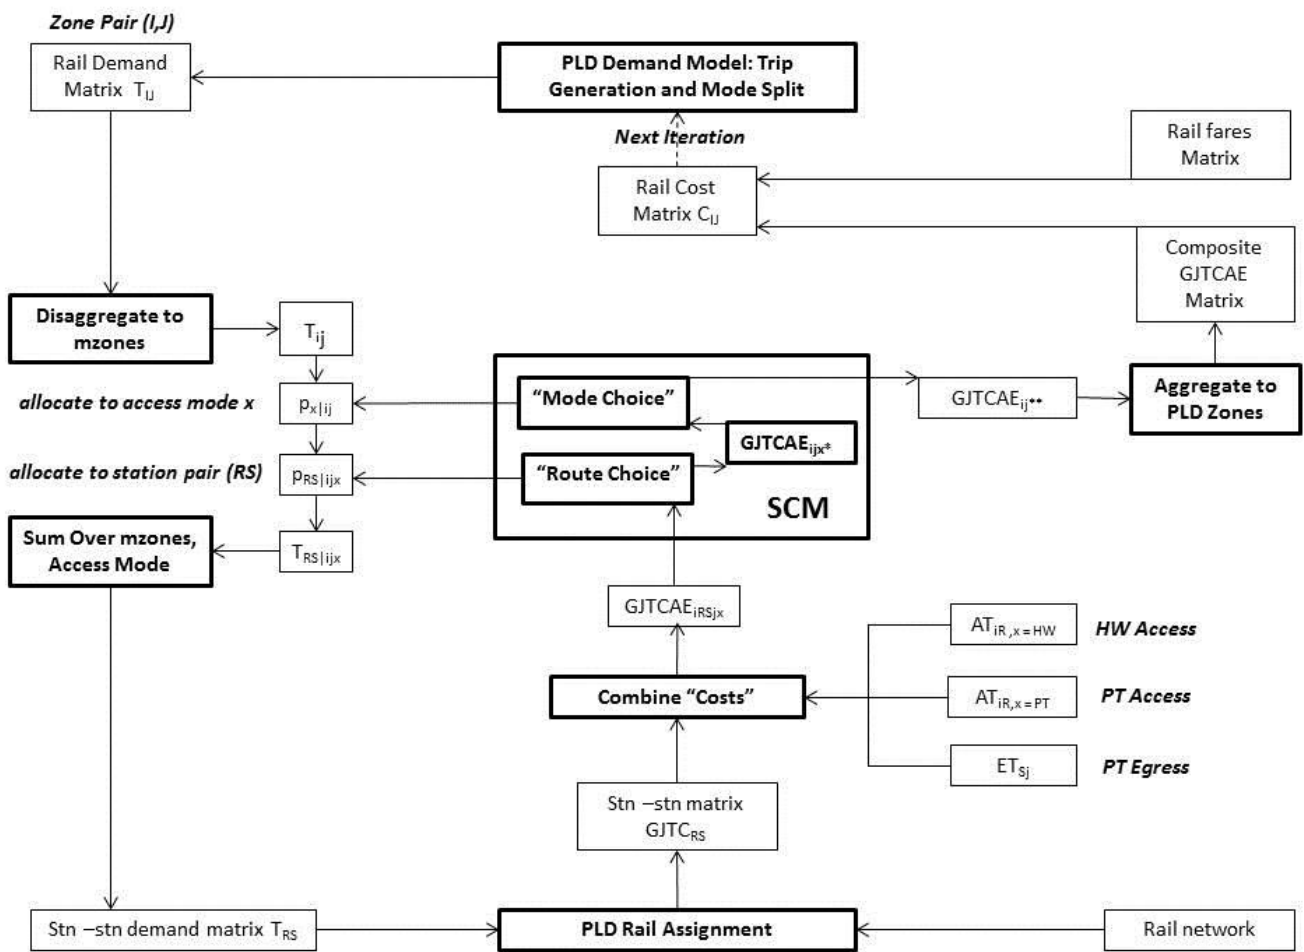 Zone Pair (I,J)
Rail Demand
Matrix T_IJ
PLD Demand Model: Trip
Generation and Mode Split
Next Iteration
Rail fares
Matrix
Rail Cost
Matrix C_IJ
Composite
GJTCAE
Matrix
Disaggregate to
mzones
T_ij
allocate to access mode x
p_x|ij
"Mode Choice"
GJTCAE_ij••
Aggregate to
PLD Zones
GJTCAE_ijx*
allocate to station pair (RS)
p_RS|ijx
"Route Choice"
SCM
Sum Over mzones,
Access Mode
T_RS|ijx
GJTCAE_iRSjx
AT_iR,x=HW
HW Access
Combine "Costs"
AT_iR,x=PT
PT Access
ET_Sj
PT Egress
Stn –stn matrix
GJTC_RS
Stn –stn demand matrix T_RS
PLD Rail Assignment
Rail network